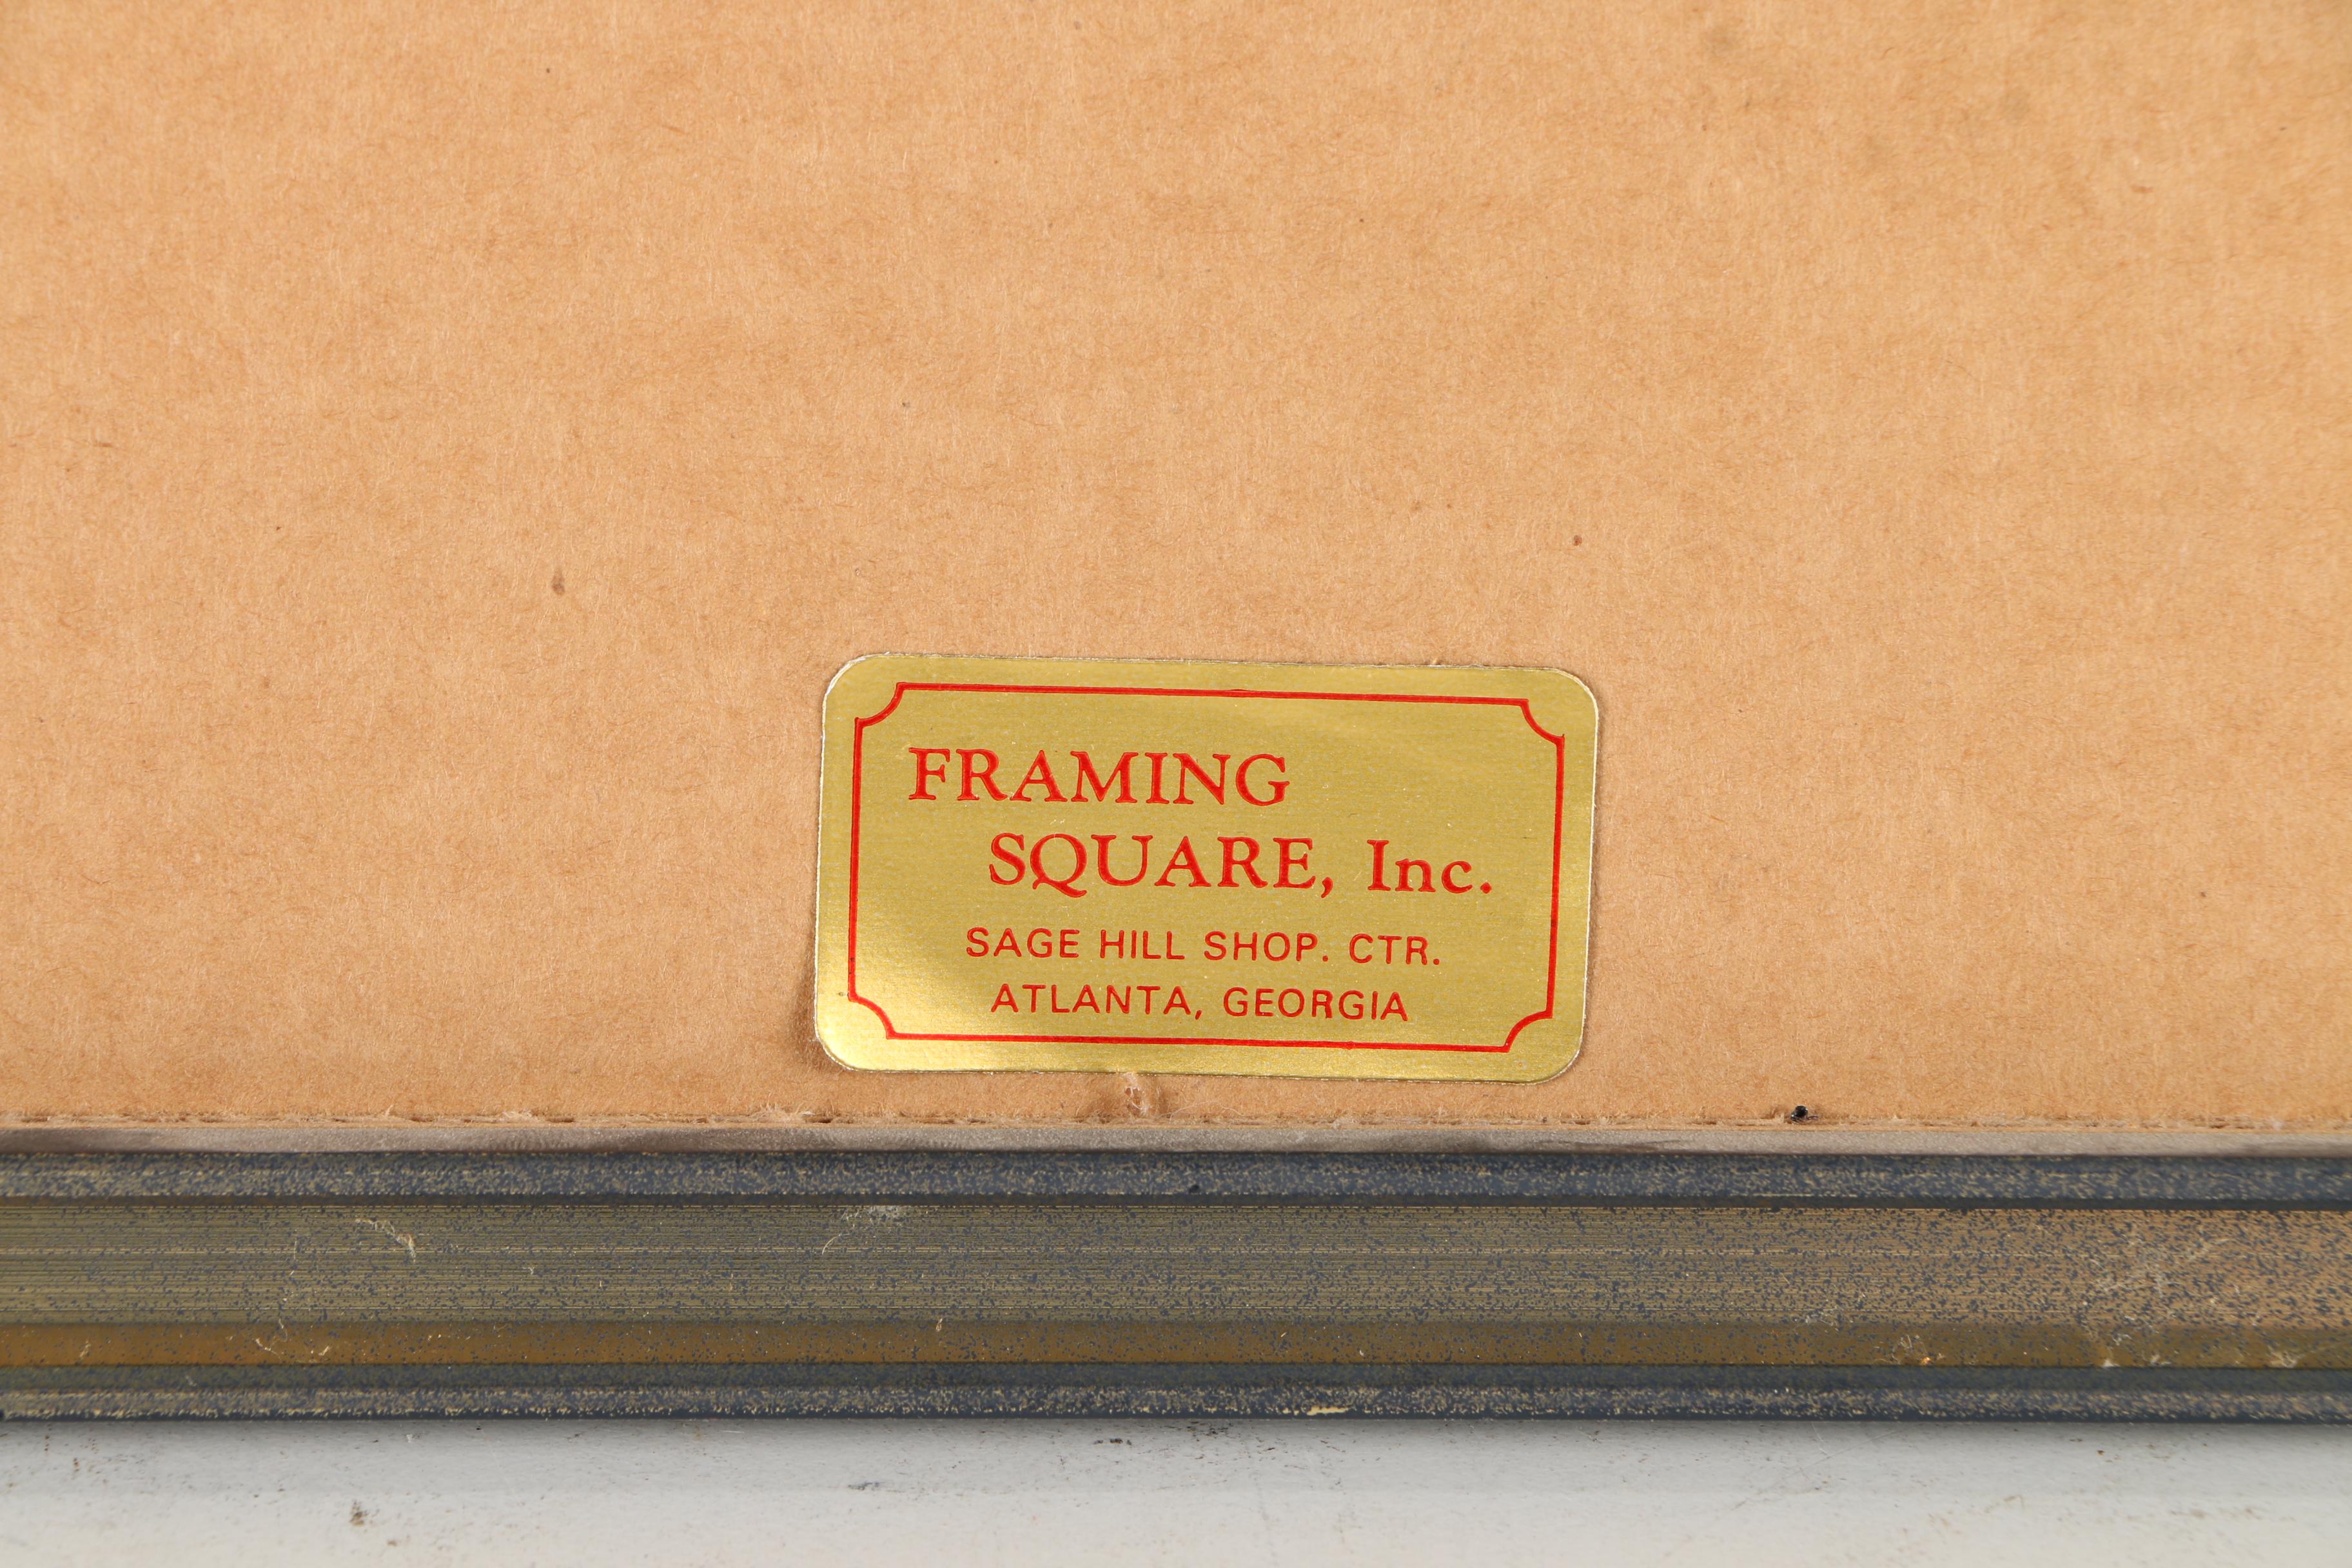 FRAMING
SQUARE, Inc.
SAGE HILL SHOP. CTR.
ATLANTA, GEORGIA